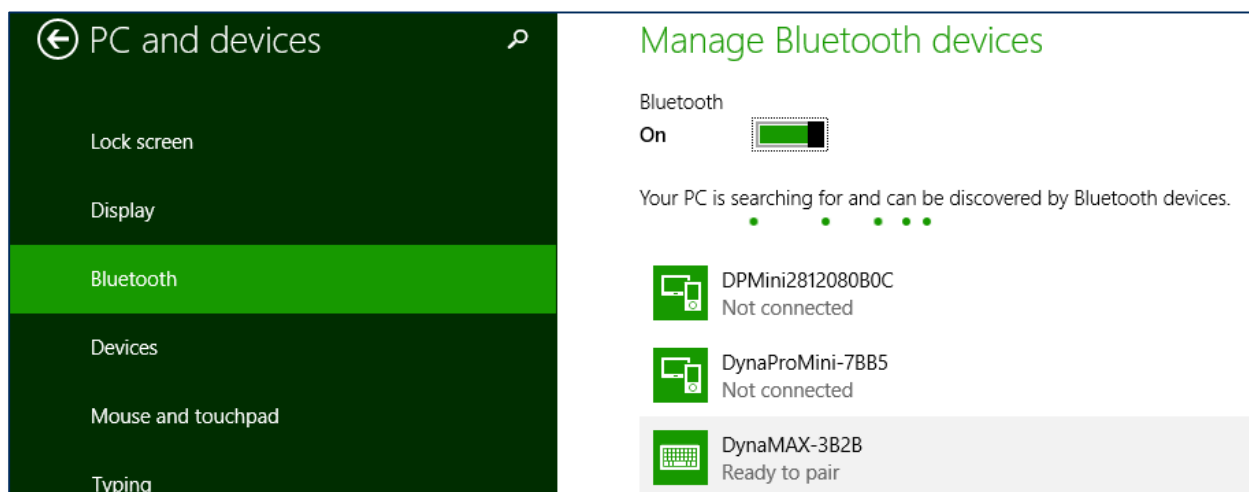 PC and devices
Lock screen
Display
Bluetooth
Devices
Mouse and touchpad
Typing
Manage Bluetooth devices
Bluetooth
On
Your PC is searching for and can be discovered by Bluetooth devices.
DPMini2812080B0C
Not connected
DynaProMini-7BB5
Not connected
DynaMAX-3B2B
Ready to pair